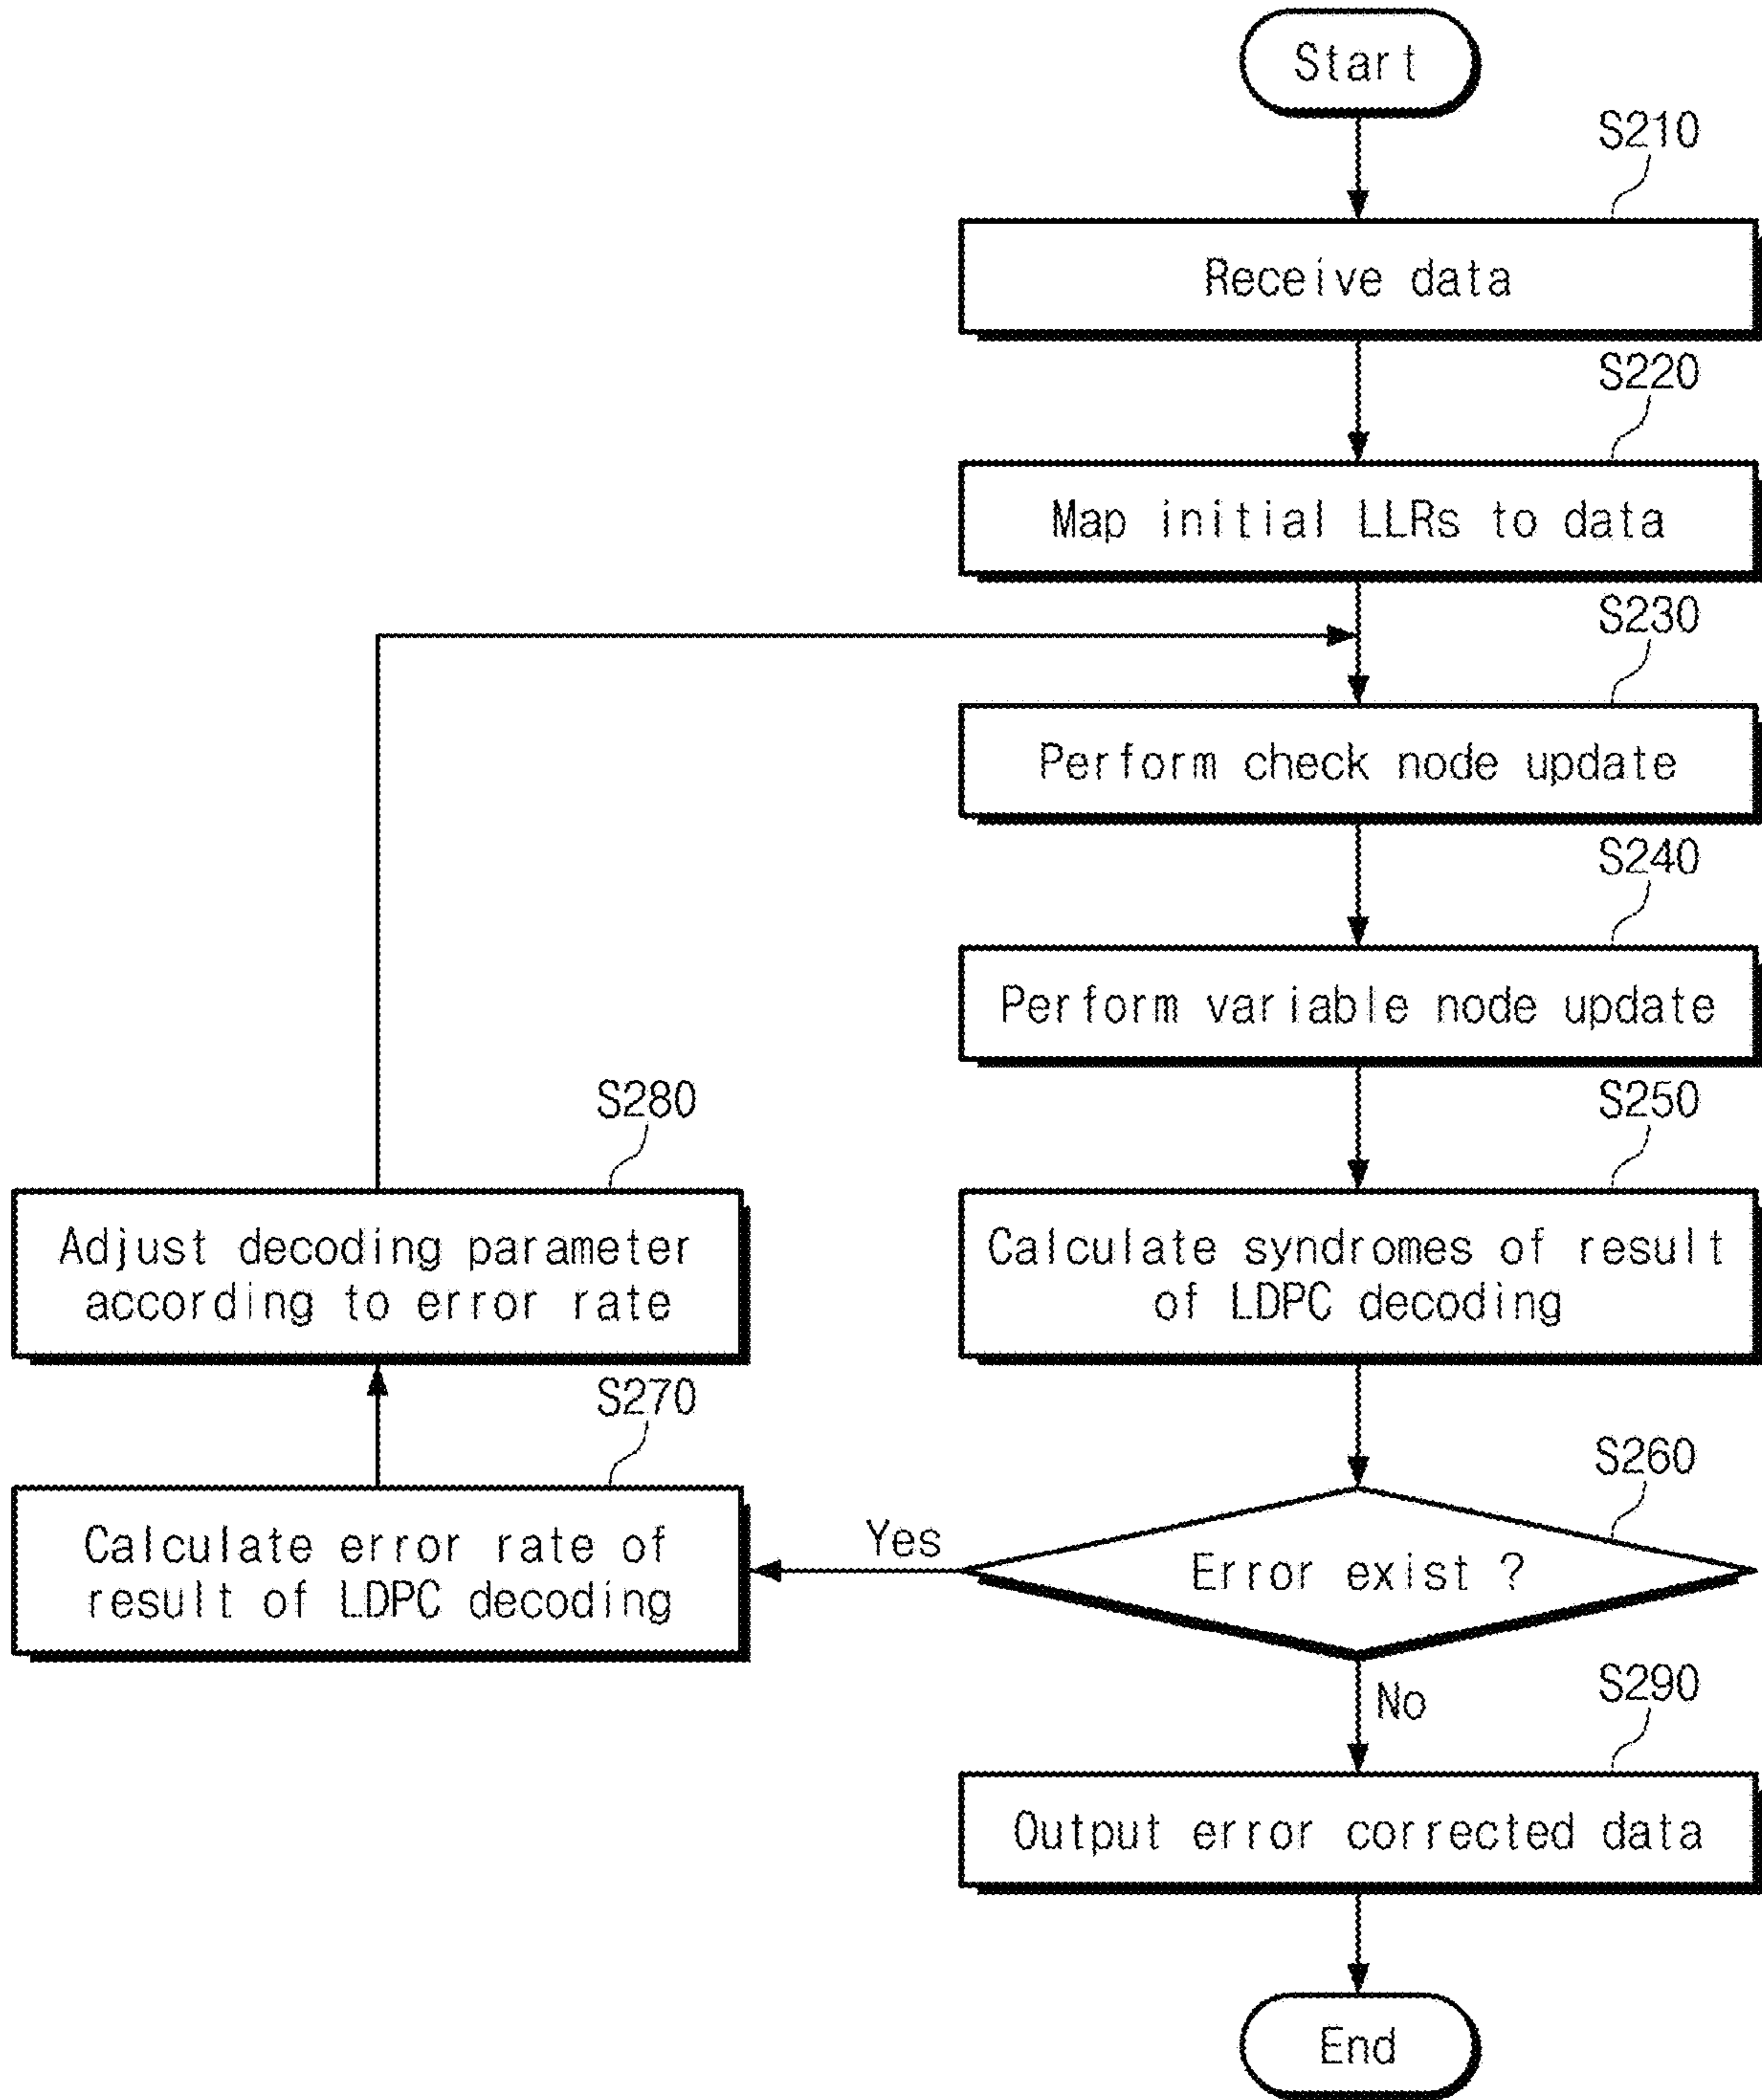 Start
S210
Receive data
S220
Map initial LLRs to data
S230
Perform check node update
S240
Perform variable node update
S250
Calculate syndromes of result
of LDPC decoding
S260
Error exist ?
Yes
S270
Calculate error rate of
result of LDPC decoding
S280
Adjust decoding parameter
according to error rate
No
S290
Output error corrected data
End